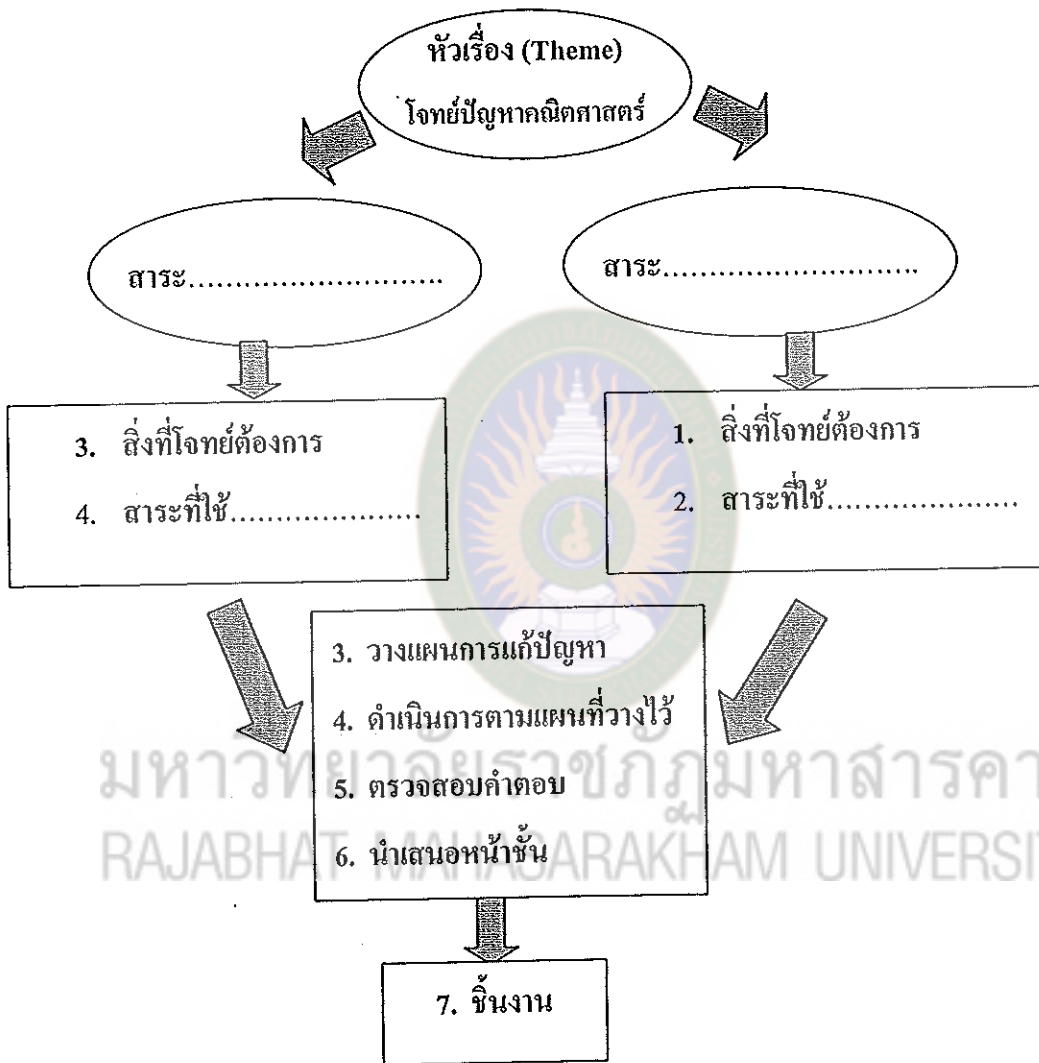 หัวเรื่อง (Theme)
โจทย์ปัญหาคณิตศาสตร์
สาระ...........................
สาระ...........................
3. สิ่งที่โจทย์ต้องการ
4. สาระที่ใช้....................
1. สิ่งที่โจทย์ต้องการ
2. สาระที่ใช้....................
3. วางแผนการแก้ปัญหา
4. ดำเนินการตามแผนที่วางไว้
5. ตรวจสอบคำตอบ
6. นำเสนอหน้าชั้น
7. ชิ้นงาน
มหาวิทยาลัยราชภัฏมหาสารคา
RAJABHAT MAHASARAKHAM UNIVERSI